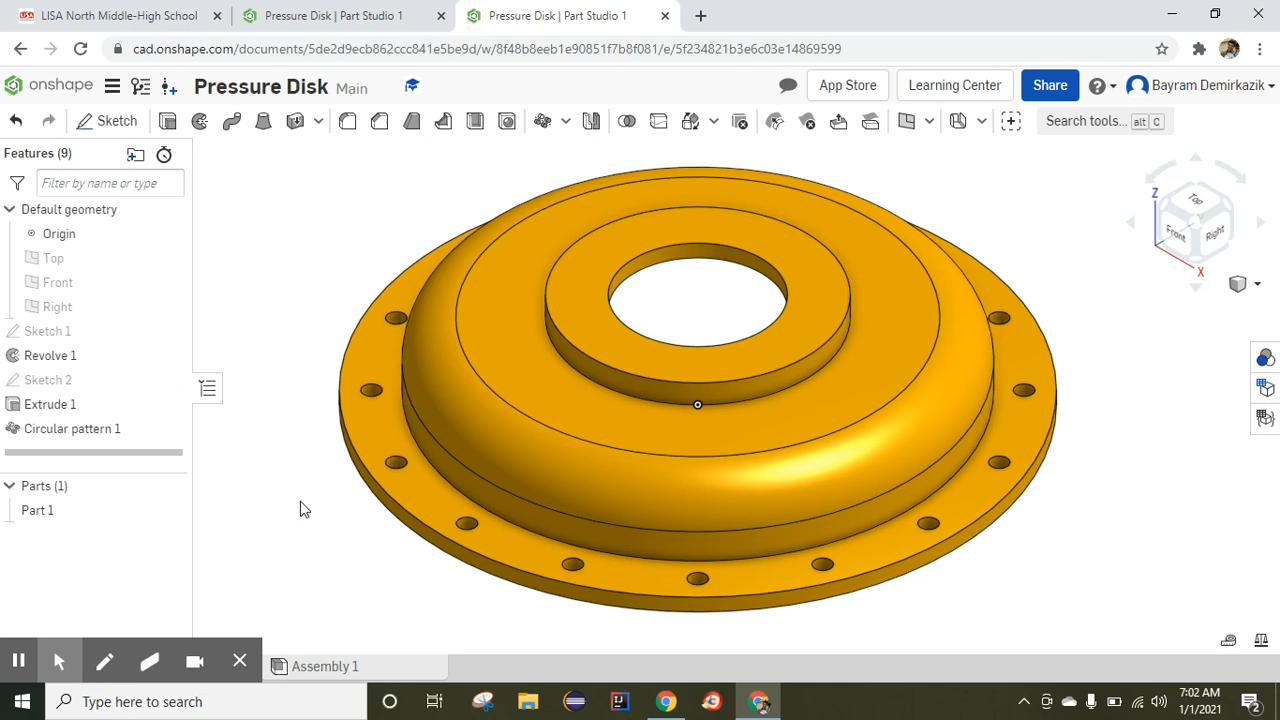 LISA North Middle-High School
Pressure Disk | Part Studio 1
Pressure Disk | Part Studio 1
cad.onshape.com/documents/5de2d9ecb862ccc841e5be9d/w/8f48b8eeb1e90851f7b8f081/e/5f234821b3e6c03e14869599
onshape
Pressure Disk Main
App Store
Learning Center
Share
Bayram Demirkazik
Sketch
Search tools... alt C
Features (9)
Filter by name or type
Default geometry
Origin
Top
Front
Right
Sketch 1
Revolve 1
Sketch 2
Extrude 1
Circular pattern 1
Parts (1)
Part 1
Z
Top
Front
Right
X
Assembly 1
Type here to search
7:02 AM
1/1/2021
2